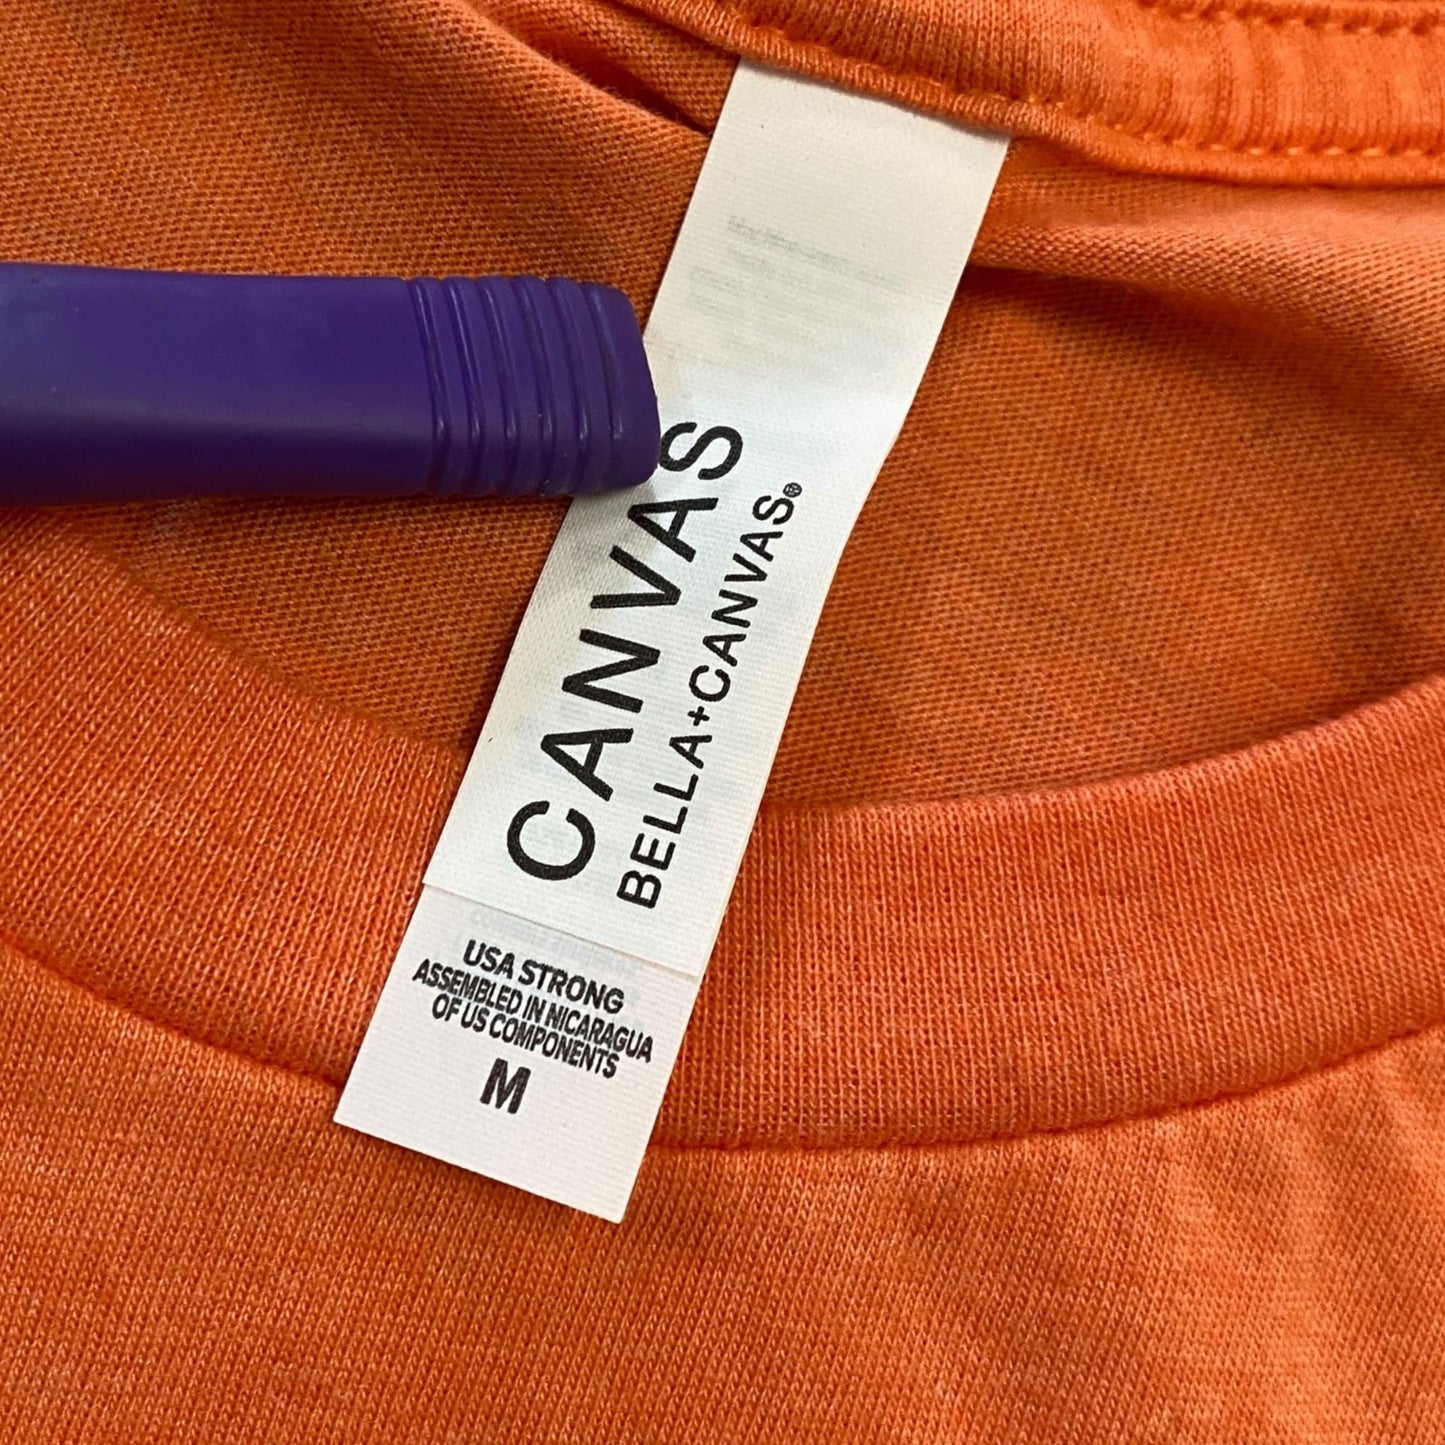 CANVAS
BELLA+CANVAS®
USA STRONG
ASSEMBLED IN NICARAGUA
OF US COMPONENTS
M